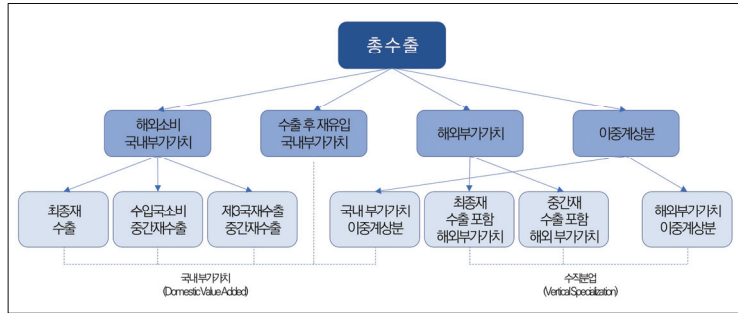 총수출
해외소비
국내부가가치
수출 후 재유입
국내부가가치
해외부가가치
이중계상분
최종재
수출
수입국소비
중간재수출
제3국재수출
중간재수출
국내 부가가치
이중계상분
최종재
수출 포함
해외부가가치
중간재
수출 포함
해외 부가가치
해외부가가치
이중계상분
국내 부가가치
(Domestic Value Added)
수직분업
(Vertical Specialization)